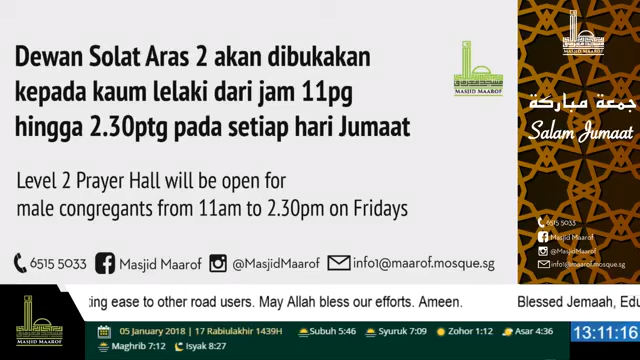 Dewan Solat Aras 2 akan dibukakan
kepada kaum lelaki dari jam 11pg
hingga 2.30ptg pada setiap hari Jumaat
MASJID MAAROF
Level 2 Prayer Hall will be open for
male congregants from 11am to 2.30pm on Fridays
6515 5033 Masjid Maarof @MasjidMaarof info1@maarof.mosque.sg
MASJID MAAROF
جمعة مباركة
Salam Jumaat
6515 5033
Masjid Maarof
@MasjidMaarof
info1@maarof.mosque.sg
MASJID MAAROF
ting ease to other road users. May Allah bless our efforts. Ameen. Blessed Jemaah, Edu
05 January 2018 | 17 Rabiulakhir 1439H Subuh 5:46 Syuruk 7:09 Zohor 1:12 Asar 4:36
Maghrib 7:12 Isyak 8:27
13:11:16